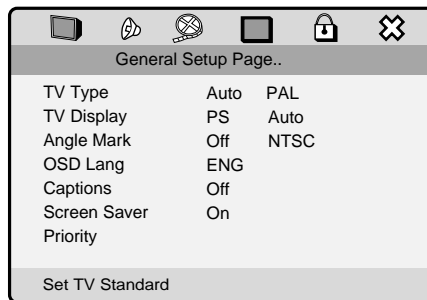 General Setup Page..
TV Type Auto PAL
TV Display PS Auto
Angle Mark Off NTSC
OSD Lang ENG
Captions Off
Screen Saver On
Priority
Set TV Standard